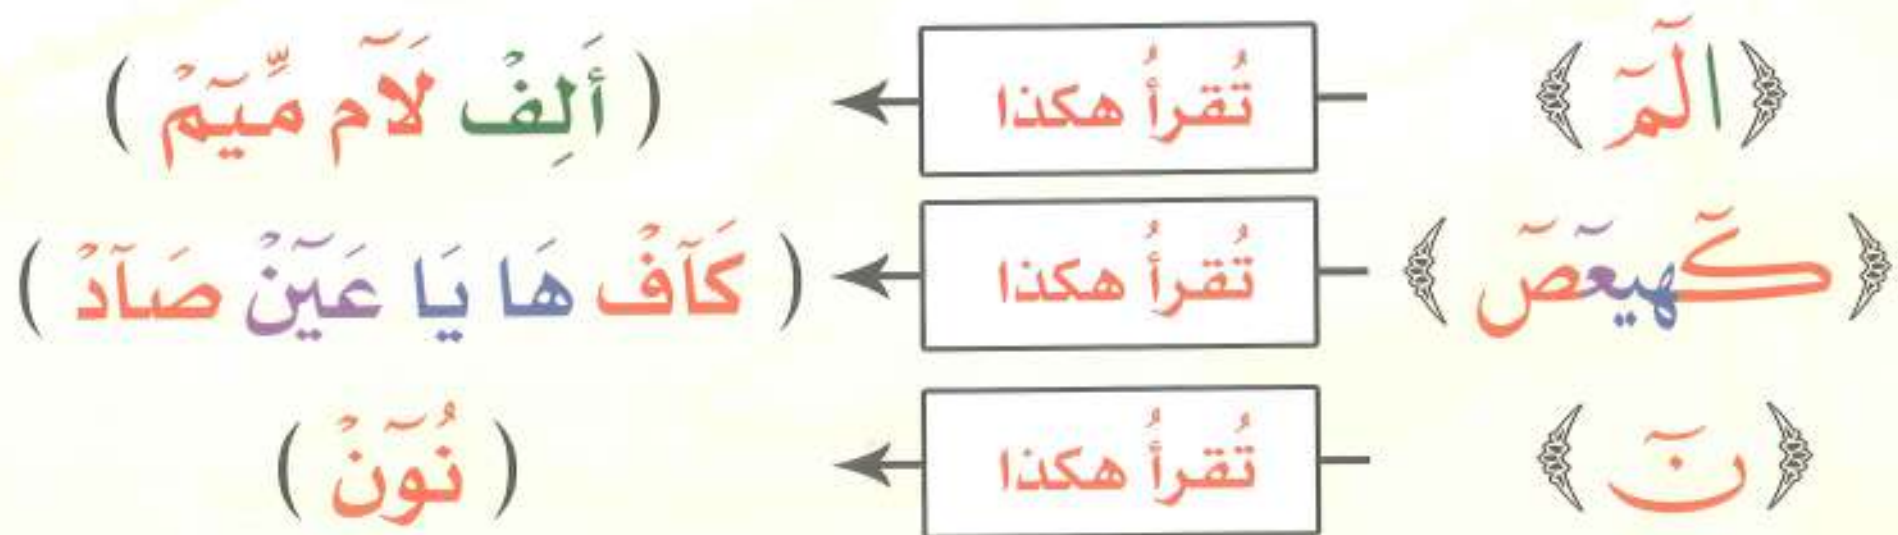 ﴿ الٓمٓ ﴾ تُقرأُ هكذا ( أَلِفْ لَآم مِّيٓمْ )
﴿ كٓهيعٓصٓ ﴾ تُقرأُ هكذا ( كَآفْ هَا يَا عَيٓنْ صَآدْ )
﴿ نٓ ﴾ تُقرأُ هكذا ( نُوٓنْ )